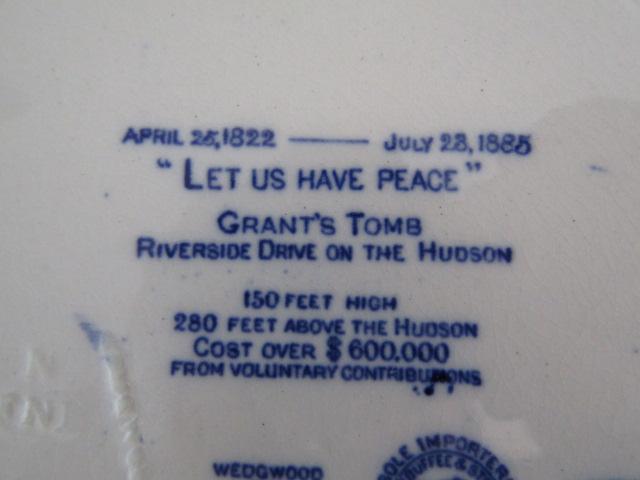 APRIL 25,1822 —— JULY 23, 1885
"LET US HAVE PEACE"
GRANT'S TOMB
RIVERSIDE DRIVE ON THE HUDSON
150 FEET HIGH
280 FEET ABOVE THE HUDSON
COST OVER $600.000
FROM VOLUNTARY CONTRIBUTIONS
WEDGWOOD
SOLE IMPORTERS